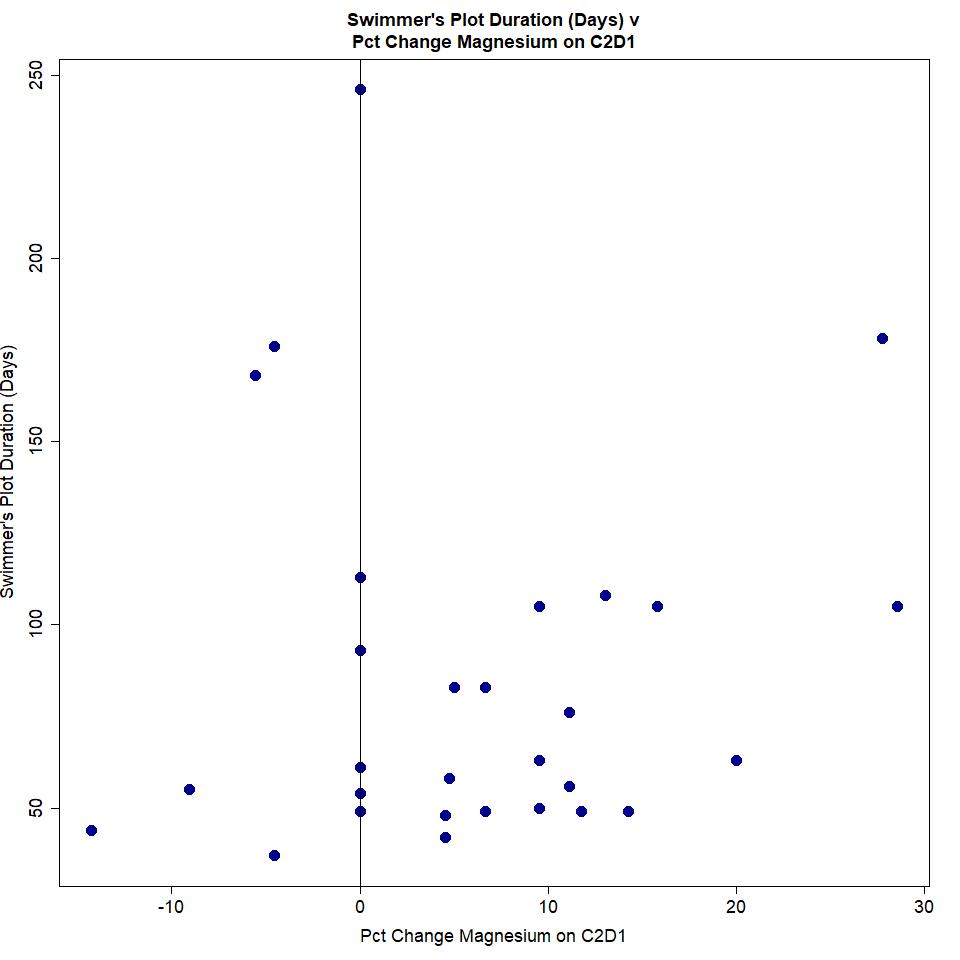 Swimmer's Plot Duration (Days) v
Pct Change Magnesium on C2D1
Swimmer's Plot Duration (Days)
250
200
150
100
50
-10
0
10
20
30
Pct Change Magnesium on C2D1